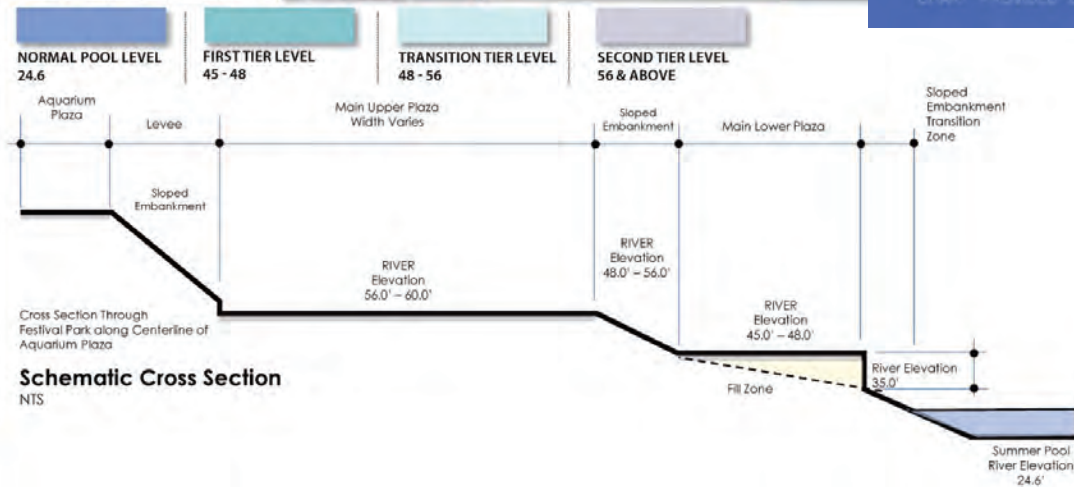 NORMAL POOL LEVEL
24.6
FIRST TIER LEVEL
45 - 48
TRANSITION TIER LEVEL
48 - 56
SECOND TIER LEVEL
56 & ABOVE
Aquarium
Plaza
Levee
Main Upper Plaza
Width Varies
Sloped
Embankment
Main Lower Plaza
Sloped
Embankment
Transition
Zone
Sloped
Embankment
RIVER
Elevation
56.0' – 60.0'
RIVER
Elevation
48.0' – 56.0'
RIVER
Elevation
45.0' – 48.0'
River Elevation
35.0'
Fill Zone
Summer Pool
River Elevation
24.6'
Cross Section Through
Festival Park along Centerline of
Aquarium Plaza
Schematic Cross Section
NTS